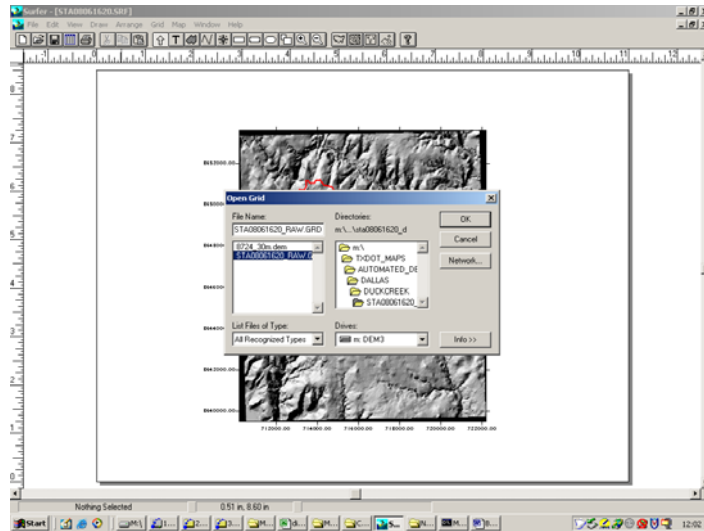 Surfer - [STA08061620.SRF]
File Edit View Draw Arrange Grid Map Window Help
Open Grid
File Name:
STA08061620_RAW.GRD
8724_30m.dem
STA08061620_RAW.G
List Files of Type:
All Recognized Types
Directories:
m:\...\sta08061620_d
m:\
TXDOT_MAPS
AUTOMATED_DE
DALLAS
DUCKCREEK
STA08061620_
Drives:
m: DEM3
OK
Cancel
Network...
Info >>
712000.00 714000.00 716000.00 718000.00 720000.00 722000.00
Nothing Selected 0.51 in, 8.60 in
Start 12:02